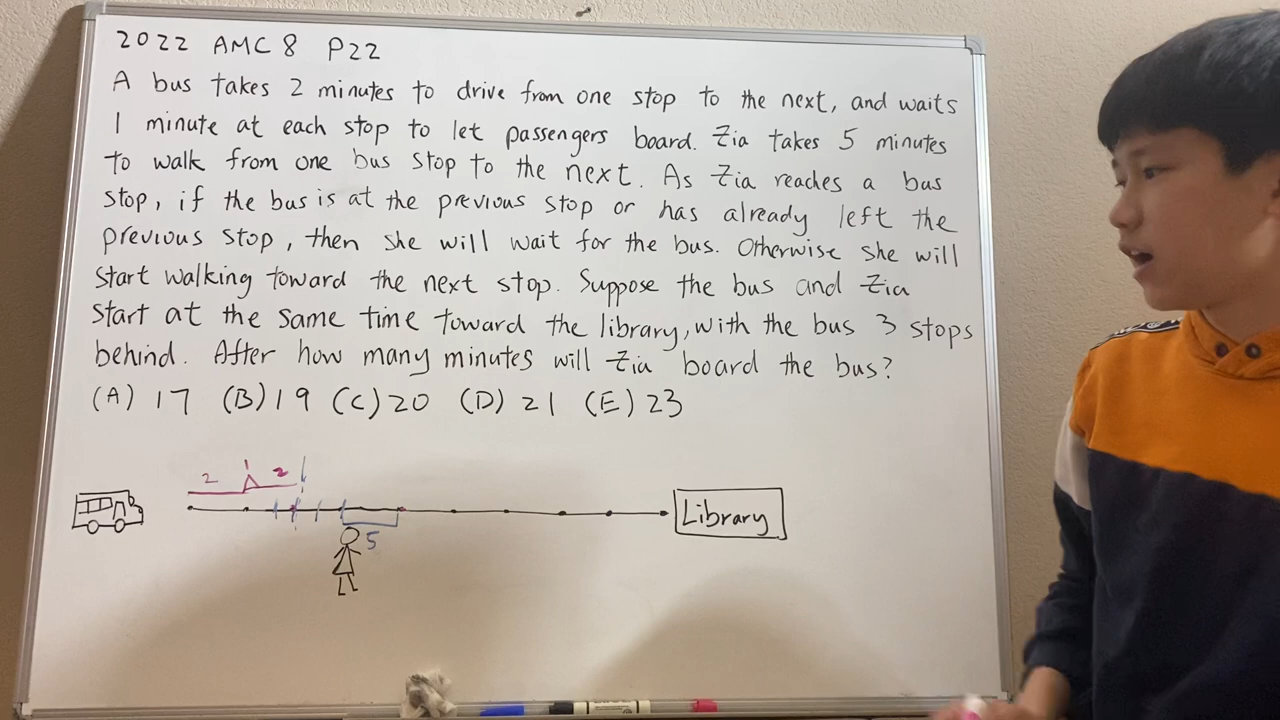 2022 AMC 8 P22
A bus takes 2 minutes to drive from one stop to the next, and waits
1 minute at each stop to let passengers board. Zia takes 5 minutes
to walk from one bus stop to the next. As Zia reaches a bus
stop, if the bus is at the previous stop or has already left the
previous stop, then she will wait for the bus. Otherwise she will
start walking toward the next stop. Suppose the bus and Zia
start at the same time toward the library, with the bus 3 stops
behind. After how many minutes will Zia board the bus?
(A) 17 (B) 19 (C) 20 (D) 21 (E) 23
2 1 2
Library
5